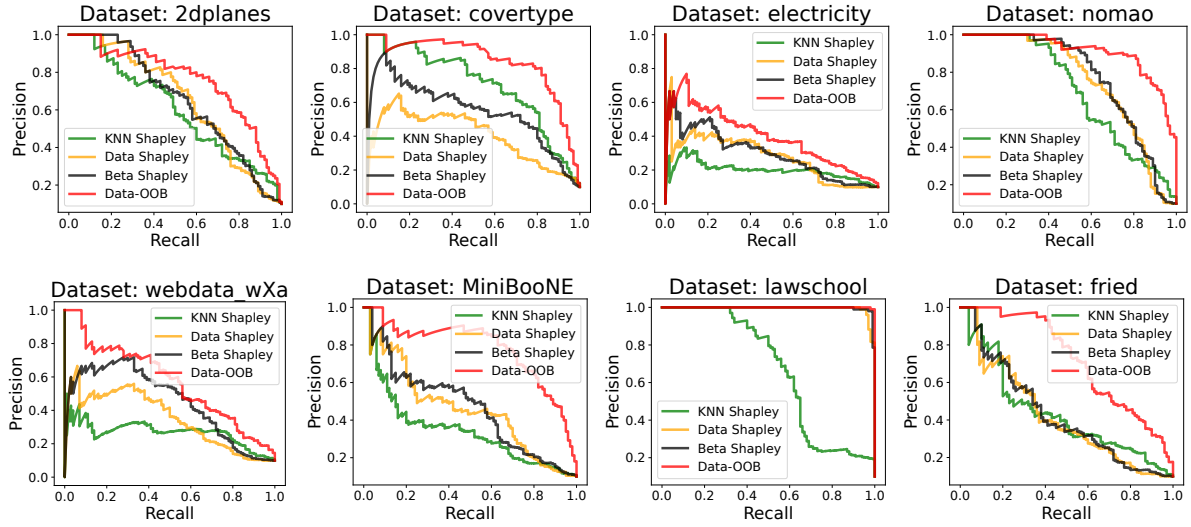 Dataset: 2dplanes
Precision
1.0
0.8
0.6
0.4
0.2
KNN Shapley
Data Shapley
Beta Shapley
Data-OOB
0.0 0.2 0.4 0.6 0.8 1.0
Recall
Dataset: covertype
Precision
1.0
0.8
0.6
0.4
0.2
0.0
KNN Shapley
Data Shapley
Beta Shapley
Data-OOB
0.0 0.2 0.4 0.6 0.8 1.0
Recall
Dataset: electricity
Precision
1.0
0.8
0.6
0.4
0.2
0.0
KNN Shapley
Data Shapley
Beta Shapley
Data-OOB
0.0 0.2 0.4 0.6 0.8 1.0
Recall
Dataset: nomao
Precision
1.0
0.8
0.6
0.4
0.2
KNN Shapley
Data Shapley
Beta Shapley
Data-OOB
0.0 0.2 0.4 0.6 0.8 1.0
Recall
Dataset: webdata_wXa
Precision
1.0
0.8
0.6
0.4
0.2
0.0
KNN Shapley
Data Shapley
Beta Shapley
Data-OOB
0.0 0.2 0.4 0.6 0.8 1.0
Recall
Dataset: MiniBooNE
Precision
1.0
0.8
0.6
0.4
0.2
KNN Shapley
Data Shapley
Beta Shapley
Data-OOB
0.0 0.2 0.4 0.6 0.8 1.0
Recall
Dataset: lawschool
Precision
1.0
0.8
0.6
0.4
0.2
KNN Shapley
Data Shapley
Beta Shapley
Data-OOB
0.0 0.2 0.4 0.6 0.8 1.0
Recall
Dataset: fried
Precision
1.0
0.8
0.6
0.4
0.2
KNN Shapley
Data Shapley
Beta Shapley
Data-OOB
0.0 0.2 0.4 0.6 0.8 1.0
Recall